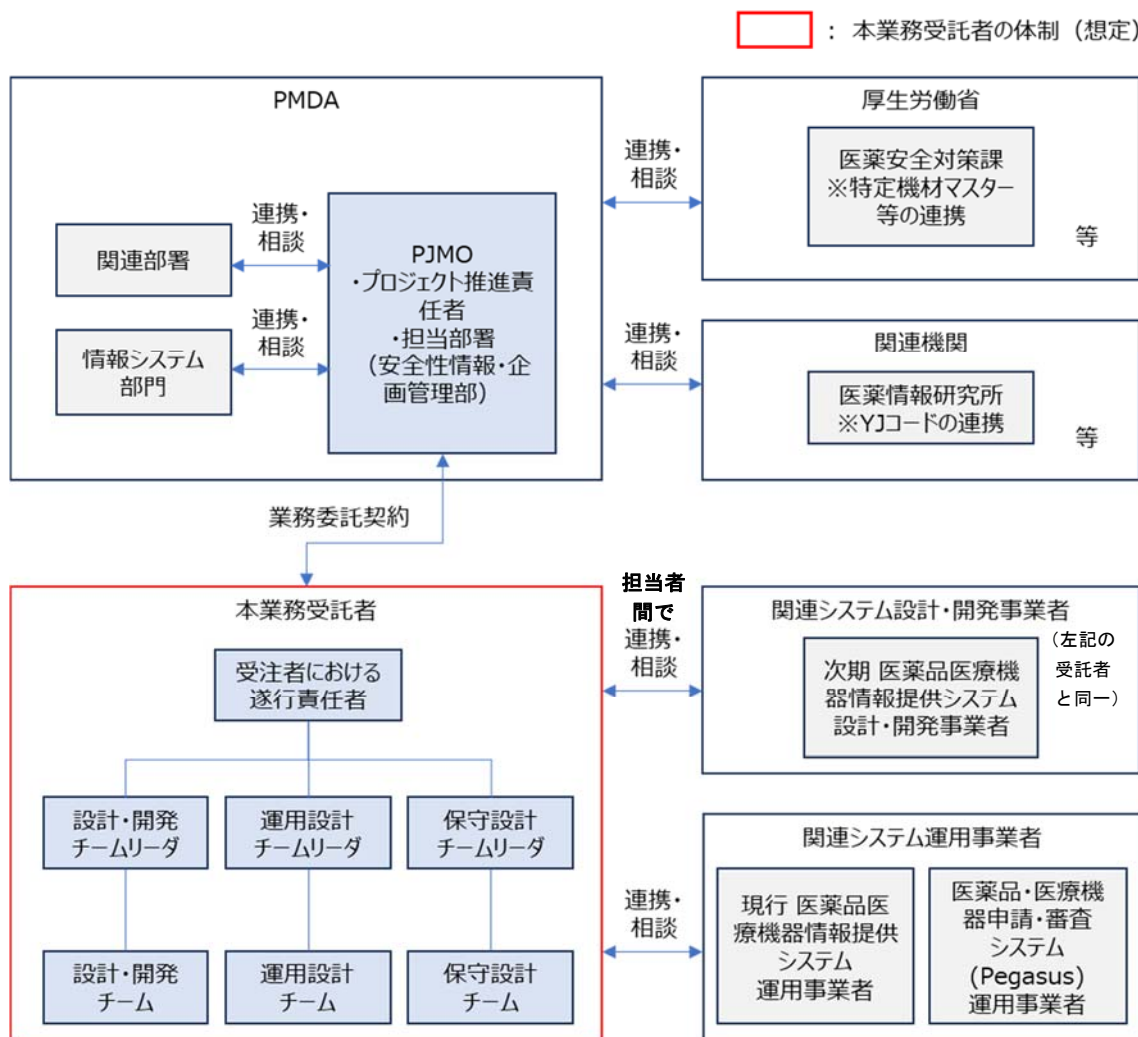 ： 本業務受託者の体制（想定）
PMDA
関連部署
連携・
相談
情報システム
部門
連携・
相談
PJMO
・プロジェクト推進責
任者
・担当部署
（安全性情報・企
画管理部）
連携・
相談
厚生労働省
医薬安全対策課
※特定機材マスター
等の連携
等
連携・
相談
関連機関
医薬情報研究所
※YJコードの連携
等
業務委託契約
本業務受託者
受注者における
遂行責任者
設計・開発
チームリーダ
運用設計
チームリーダ
保守設計
チームリーダ
設計・開発
チーム
運用設計
チーム
保守設計
チーム
担当者
間で
連携・
相談
関連システム設計・開発事業者
次期 医薬品医療機
器情報提供システム
設計・開発事業者
（左記の
受託者
と同一）
連携・
相談
関連システム運用事業者
現行 医薬品医
療機器情報提供
システム
運用事業者
医薬品・医療機
器申請・審査
システム
(Pegasus)
運用事業者